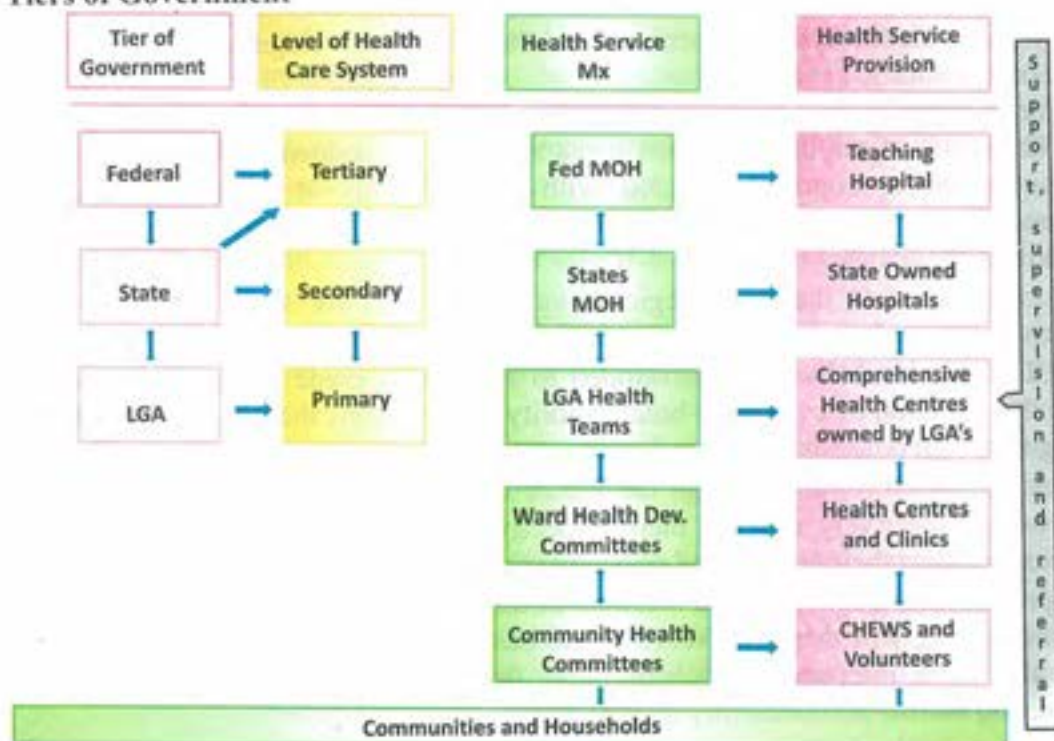 Tiers of Government
Tier of
Government
Level of Health
Care System
Health Service
Mx
Health Service
Provision
Federal
Tertiary
Fed MOH
Teaching
Hospital
State
Secondary
States
MOH
State Owned
Hospitals
LGA
Primary
LGA Health
Teams
Comprehensive
Health Centres
owned by LGA's
Ward Health Dev.
Committees
Health Centres
and Clinics
Community Health
Committees
CHEWS and
Volunteers
Communities and Households
Support, supervision and referral